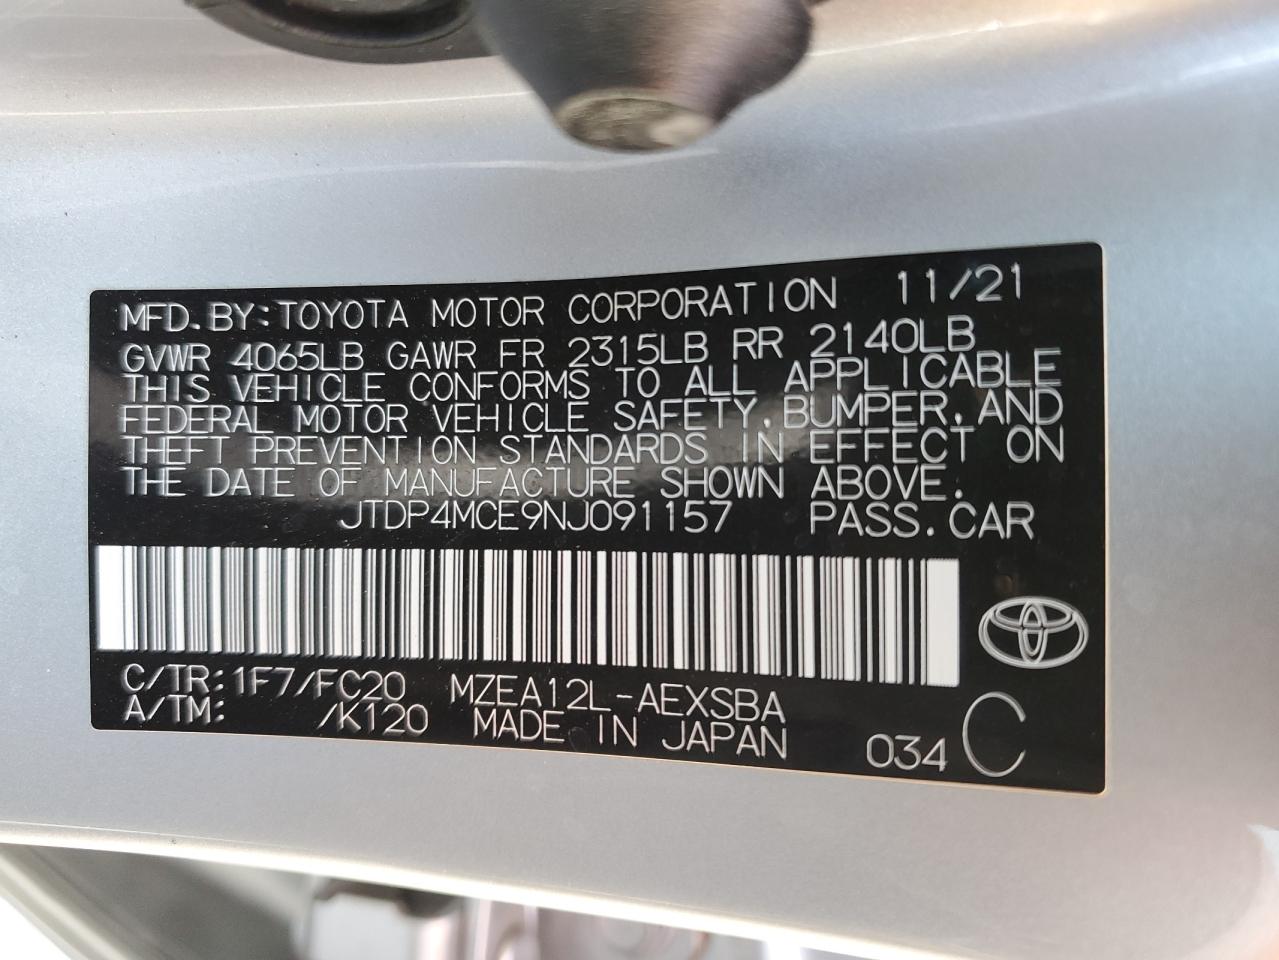 MFD. BY: TOYOTA MOTOR CORPORATION 11/21
GVWR 4065LB GAWR FR 2315LB RR 2140LB
THIS VEHICLE CONFORMS TO ALL APPLICABLE
FEDERAL MOTOR VEHICLE SAFETY, BUMPER, AND
THEFT PREVENTION STANDARDS IN EFFECT ON
THE DATE OF MANUFACTURE SHOWN ABOVE.
JTDP4MCE9NJ091157 PASS. CAR
C/TR: 1F7/FC20 MZEA12L-AEXSBA
A/TM: /K120 MADE IN JAPAN 034 C